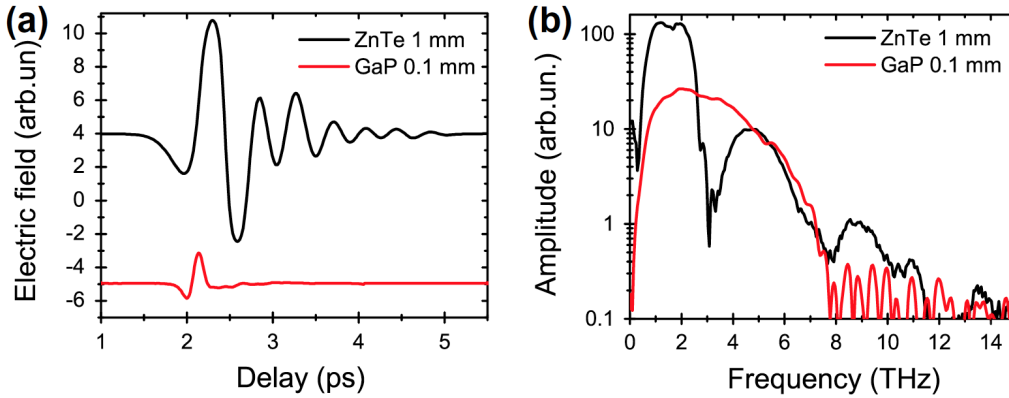 (a)
ZnTe 1 mm
GaP 0.1 mm
Electric field (arb.un)
10
8
6
4
2
0
-2
-4
-6
1
2
3
4
5
Delay (ps)
(b)
ZnTe 1 mm
GaP 0.1 mm
Amplitude (arb.un.)
100
10
1
0.1
0
2
4
6
8
10
12
14
Frequency (THz)